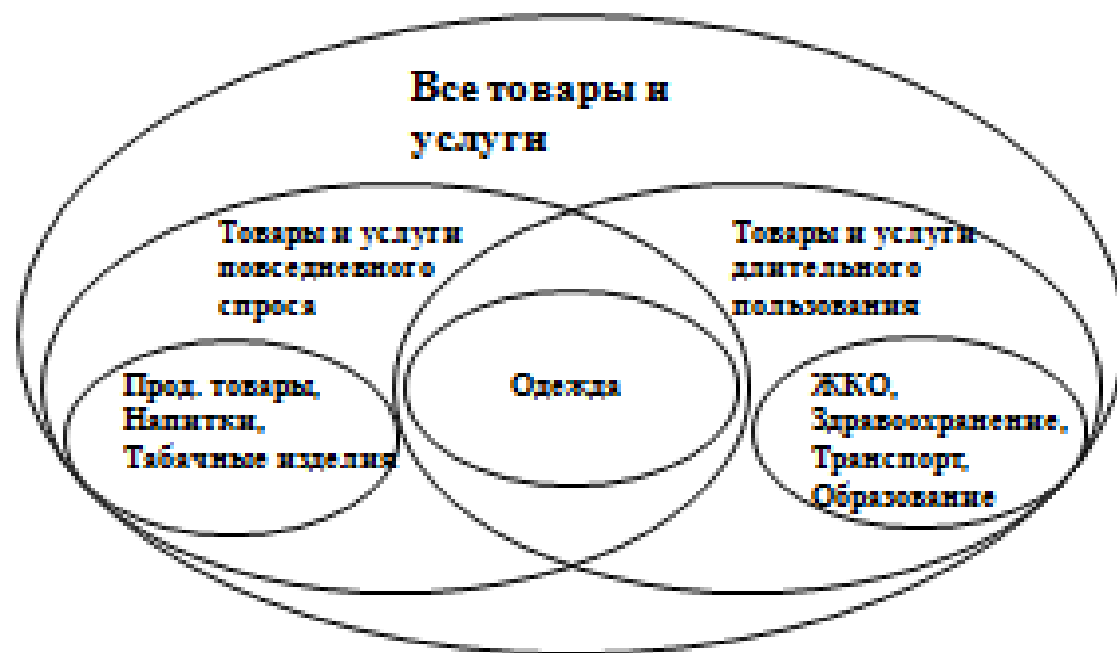 Все товары и
услуги
Товары и услуги
повседневного
спроса
Товары и услуги
длительного
пользования
Прод. товары,
Напитки,
Табачные изделия
Одежда
ЖКО,
Здравоохранение,
Транспорт,
Образование